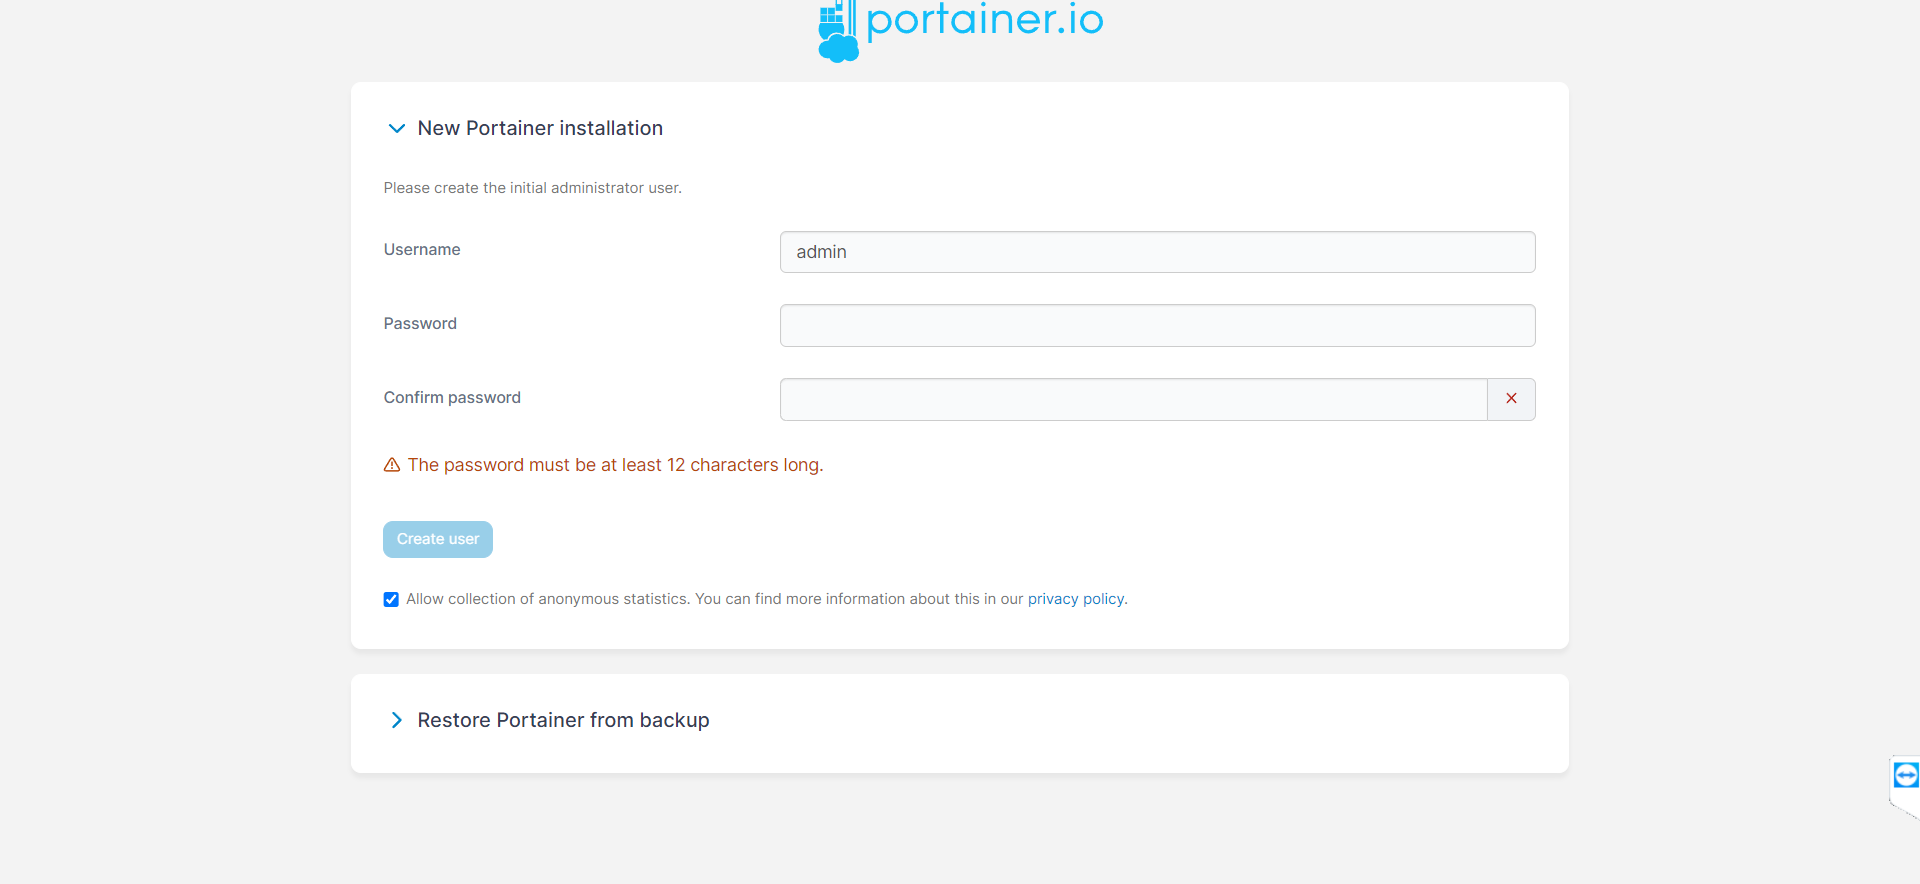 portainer.io
New Portainer installation
Please create the initial administrator user.
Username
admin
Password
Confirm password
The password must be at least 12 characters long.
Create user
Allow collection of anonymous statistics. You can find more information about this in our privacy policy.
Restore Portainer from backup